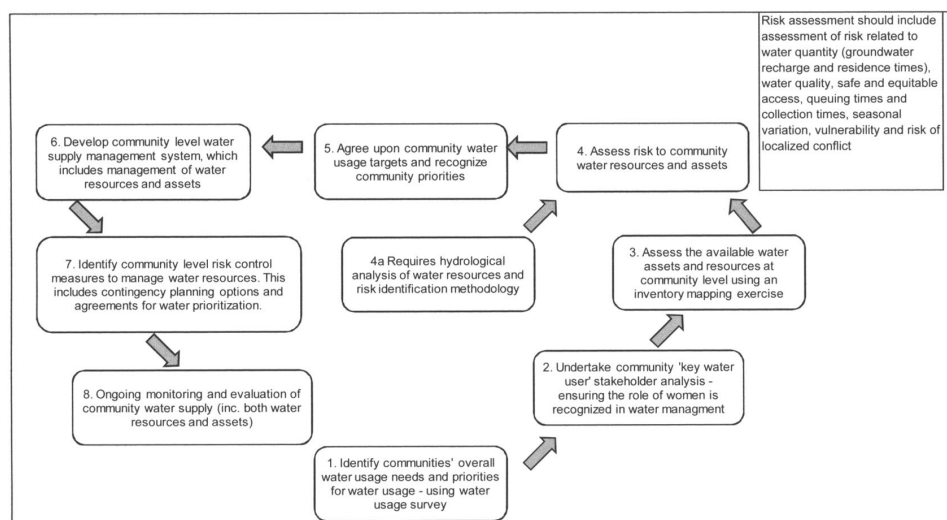 Risk assessment should include
assessment of risk related to
water quantity (groundwater
recharge and residence times),
water quality, safe and equitable
access, queuing times and
collection times, seasonal
variation, vulnerability and risk of
localized conflict
6. Develop community level water
supply management system, which
includes management of water
resources and assets
5. Agree upon community water
usage targets and recognize
community priorities
4. Assess risk to community
water resources and assets
7. Identify community level risk control
measures to manage water resources. This
includes contingency planning options and
agreements for water prioritization.
4a Requires hydrological
analysis of water resources and
risk identification methodology
3. Assess the available water
assets and resources at
community level using an
inventory mapping exercise
8. Ongoing monitoring and evaluation of
community water supply (inc. both water
resources and assets)
2. Undertake community 'key water
user' stakeholder analysis -
ensuring the role of women is
recognized in water managment
1. Identify communities' overall
water usage needs and priorities
for water usage - using water
usage survey